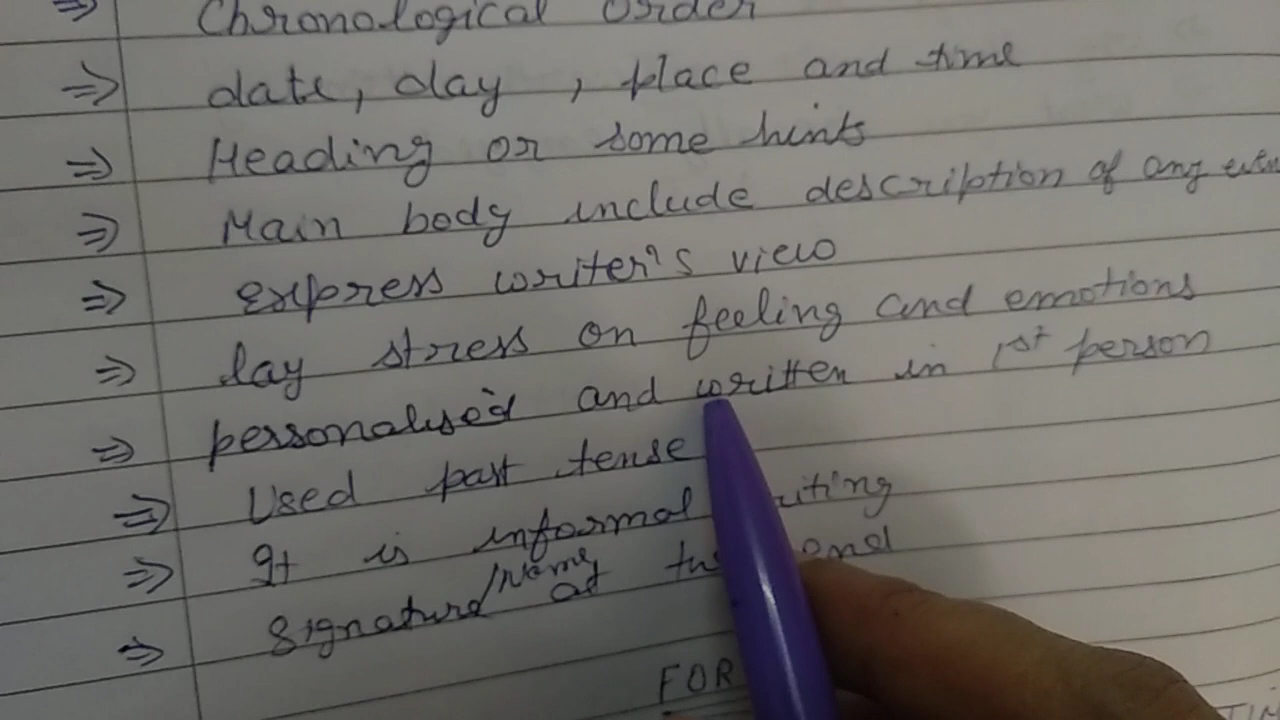 ⇒ Chronological Order
⇒ date, day, place and time
⇒ Heading or some hints
⇒ Main body include description of any
⇒ express writer's view
⇒ lay stress on feeling and emotions
⇒ personalised and written in 1st person
⇒ Used past tense
⇒ It is informal
⇒ Signature/Name at end
FOR